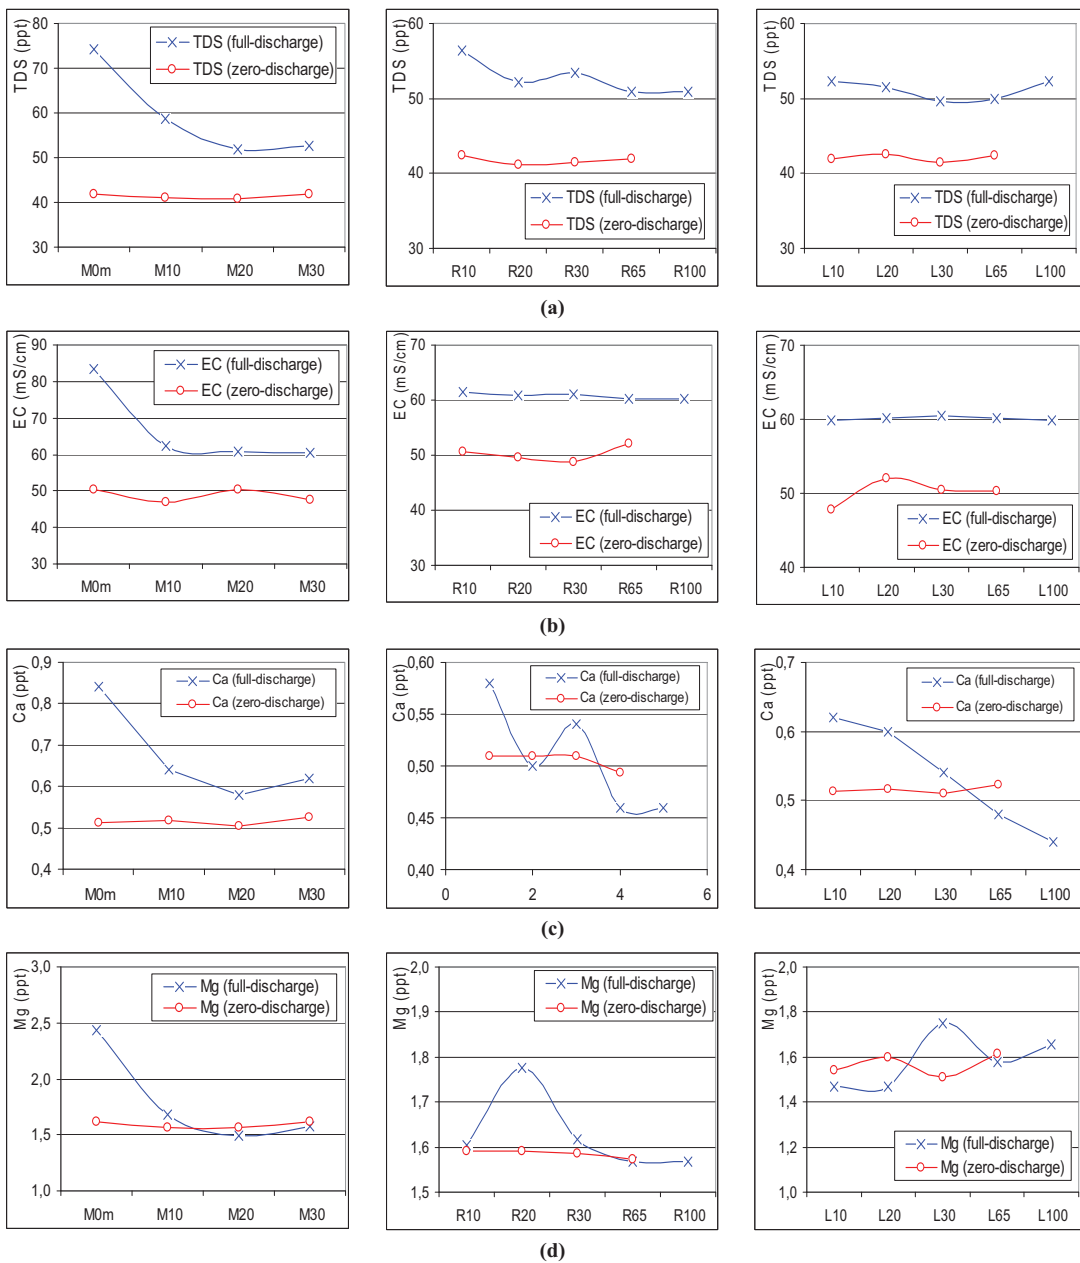 TDS (ppt)
80
70
60
50
40
30
TDS (full-discharge)
TDS (zero-discharge)
M0m M10 M20 M30
TDS (ppt)
60
50
40
30
TDS (full-discharge)
TDS (zero-discharge)
R10 R20 R30 R65 R100
TDS (ppt)
60
50
40
30
TDS (full-discharge)
TDS (zero-discharge)
L10 L20 L30 L65 L100
(a)
EC (mS/cm)
90
80
70
60
50
40
30
EC (full-discharge)
EC (zero-discharge)
M0m M10 M20 M30
EC (mS/cm)
70
60
50
40
30
EC (full-discharge)
EC (zero-discharge)
R10 R20 R30 R65 R100
EC (mS/cm)
70
60
50
40
EC (full-discharge)
EC (zero-discharge)
L10 L20 L30 L65 L100
(b)
Ca (ppt)
0,9
0,8
0,7
0,6
0,5
0,4
Ca (full-discharge)
Ca (zero-discharge)
M0m M10 M20 M30
Ca (ppt)
0,60
0,55
0,50
0,45
0,40
Ca (full-discharge)
Ca (zero-discharge)
0 2 4 6
Ca (ppt)
0,7
0,6
0,5
0,4
Ca (full-discharge)
Ca (zero-discharge)
L10 L20 L30 L65 L100
(c)
Mg (ppt)
3,0
2,5
2,0
1,5
1,0
Mg (full-discharge)
Mg (zero-discharge)
M0m M10 M20 M30
Mg (ppt)
2,0
1,9
1,8
1,7
1,6
1,5
Mg (full-discharge)
Mg (zero-discharge)
R10 R20 R30 R65 R100
Mg (ppt)
2,0
1,8
1,6
1,4
1,2
1,0
Mg (full-discharge)
Mg (zero-discharge)
L10 L20 L30 L65 L100
(d)